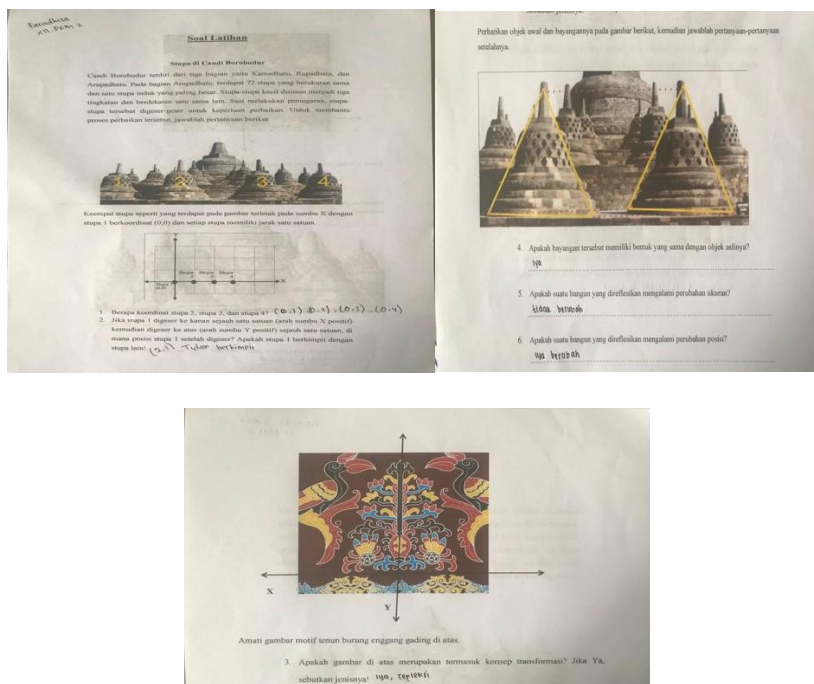 Faradhisa
XII. PKM 2
Soal Latihan
Stupa di Candi Borobudur
Candi Borobudur terdiri dari tiga bagian yaitu Kamadhatu, Rupadhatu, dan
Arupadhatu. Pada bagian Arupadhatu, terdapat 72 stupa yang berukuran sama
dan satu stupa induk yang paling besar. Stupa-stupa kecil disusun menjadi tiga
tingkatan dan berdekatan satu sama lain. Saat melakukan pemugaran, stupa-
stupa tersebut digeser-geser untuk keperluan perbaikan. Untuk membantu
proses perbaikan tersebut, jawablah pertanyaan berikut
1 2 3 4
Keempat stupa seperti yang terdapat pada gambar terletak pada sumbu X dengan
stupa 1 berkoordinat (0,0) dan setiap stupa memiliki jarak satu satuan.
Stupa Stupa Stupa
2 3 4
X
1. Berapa koordinat stupa 2, stupa 3, dan stupa 4? (0,1) (0,2), (0,3), (0,4)
2. Jika stupa 1 digeser ke kanan sejauh satu satuan (arah sumbu X positif)
kemudian digeser ke atas (arah sumbu Y positif) sejauh satu satuan, di
mana posisi stupa 1 setelah digeser? Apakah stupa 1 berhimpit dengan
stupa lain? Tidak berhimpit
Perhatikan objek awal dan bayangannya pada gambar berikut, kemudian jawablah pertanyaan-pertanyaan
setelahnya.
4. Apakah bayangan tersebut memiliki bentuk yang sama dengan objek aslinya?
iya
5. Apakah suatu bangun yang direfleksikan mengalami perubahan ukuran?
tidak berubah
6. Apakah suatu bangun yang direfleksikan mengalami perubahan posisi?
iya berubah
X
Y
Amati gambar motif tenun burung enggang gading di atas.
3. Apakah gambar di atas merupakan termasuk konsep transformasi? Jika Ya,
sebutkan jenisnya! iya, repleksi